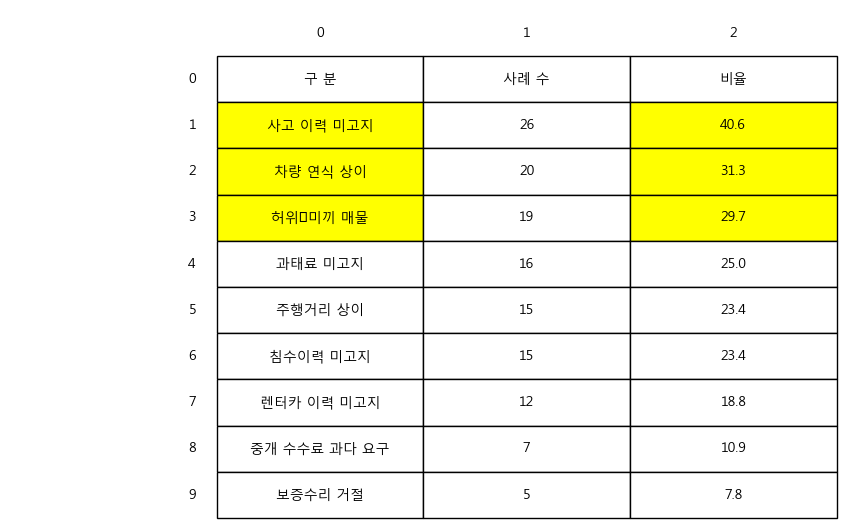 0 1 2
0 구 분 사례 수 비율
1 사고 이력 미고지 26 40.6
2 차량 연식 상이 20 31.3
3 허위▯미끼 매물 19 29.7
4 과태료 미고지 16 25.0
5 주행거리 상이 15 23.4
6 침수이력 미고지 15 23.4
7 렌터카 이력 미고지 12 18.8
8 중개 수수료 과다 요구 7 10.9
9 보증수리 거절 5 7.8